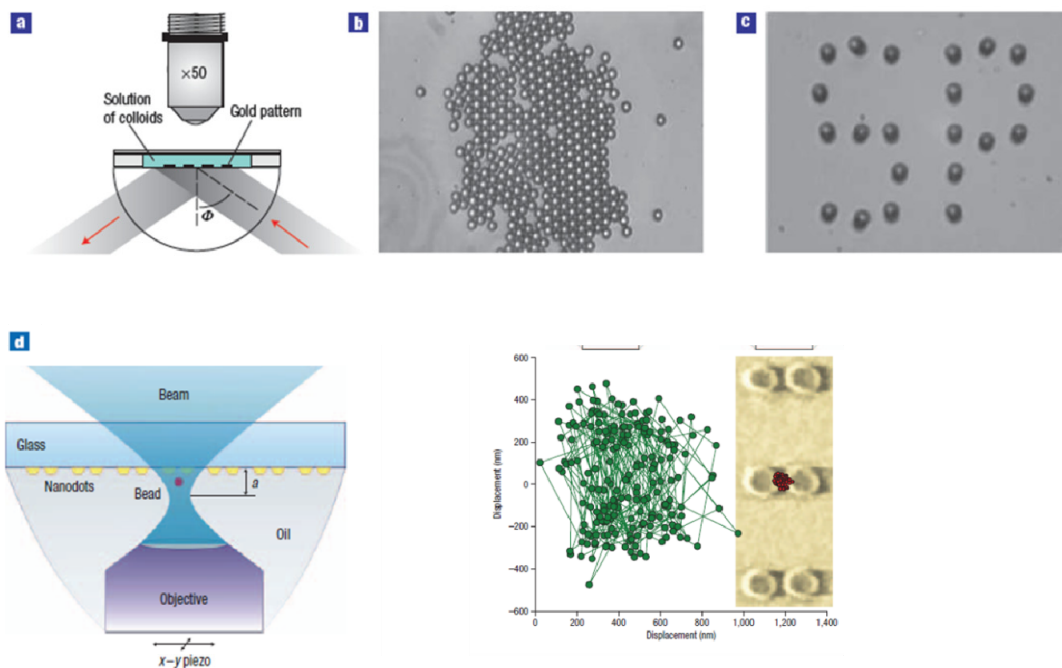 a
×50
Solution
of colloids
Gold pattern
Φ
b
c
d
Beam
Glass
Nanodots
Bead
a
Oil
Objective
x–y piezo
600
400
200
0
−200
−400
−600
Displacement (nm)
0
200
400
600
800
1,000
1,200
1,400
Displacement (nm)